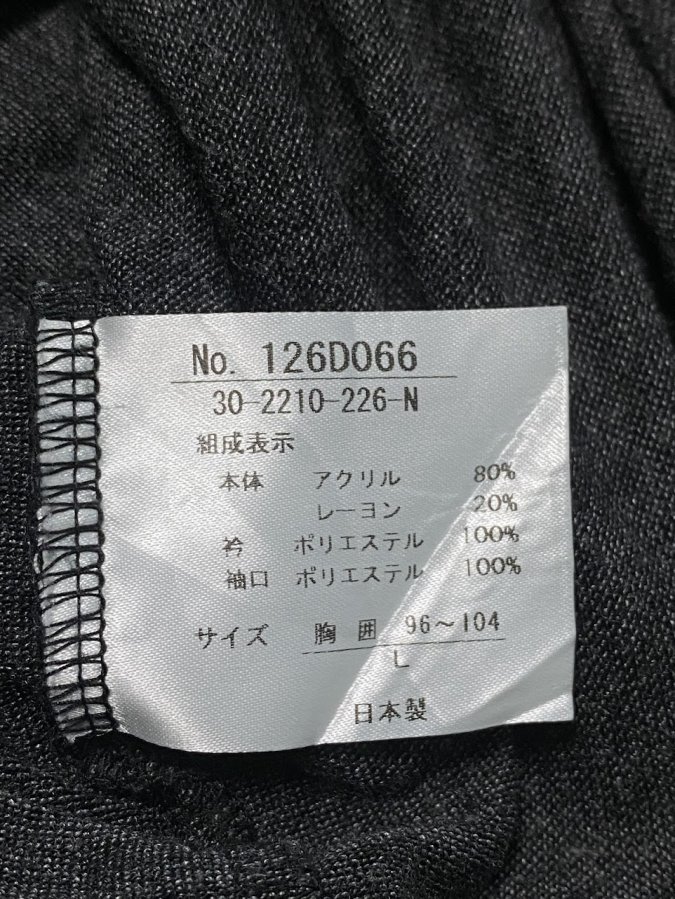 No. 126D066
30-2210-226-N
組成表示
本体 アクリル 80%
レーヨン 20%
衿 ポリエステル 100%
袖口 ポリエステル 100%
サイズ 胸囲 96～104
L
日本製